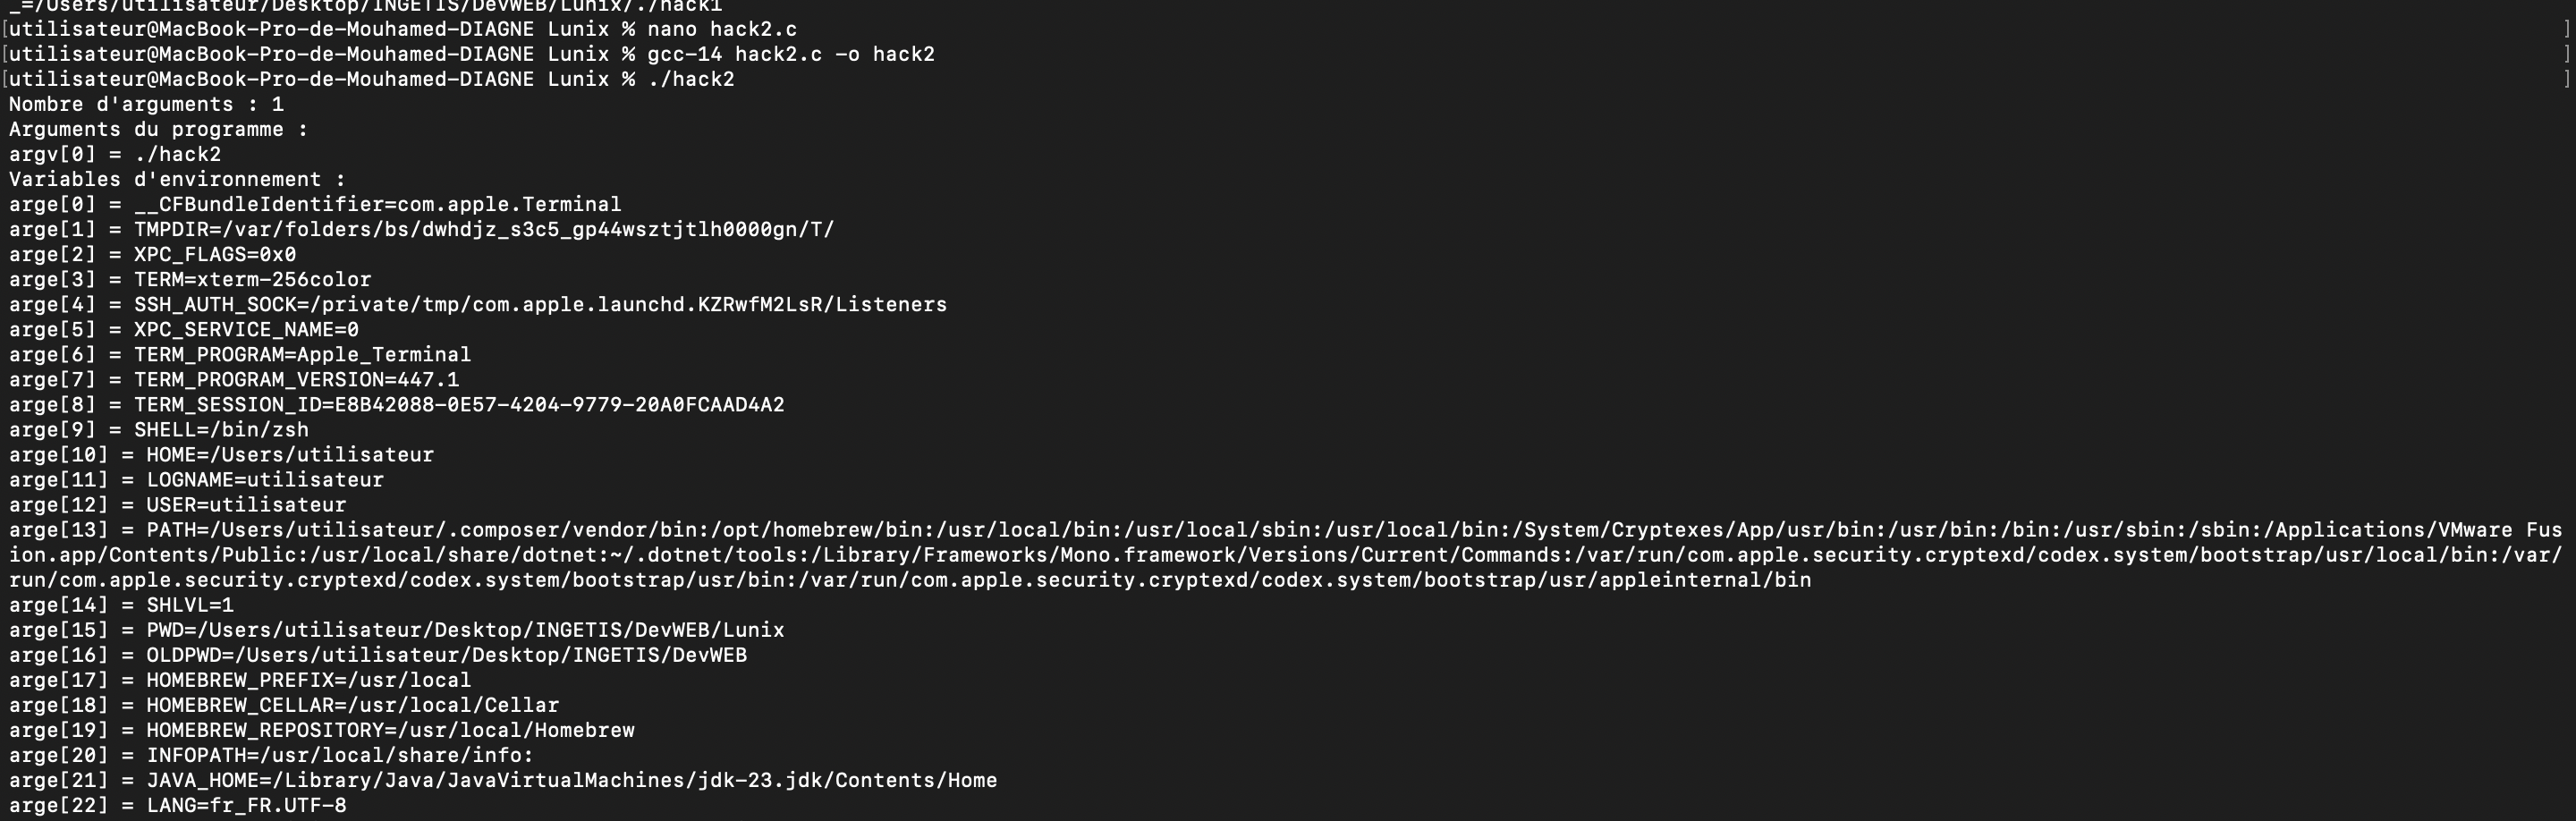 _=/Users/utilisateur/Desktop/INGETIS/DevWEB/Lunix/./hack1
[utilisateur@MacBook-Pro-de-Mouhamed-DIAGNE Lunix % nano hack2.c ]
[utilisateur@MacBook-Pro-de-Mouhamed-DIAGNE Lunix % gcc-14 hack2.c -o hack2 ]
[utilisateur@MacBook-Pro-de-Mouhamed-DIAGNE Lunix % ./hack2 ]
Nombre d'arguments : 1
Arguments du programme :
argv[0] = ./hack2
Variables d'environnement :
arge[0] = __CFBundleIdentifier=com.apple.Terminal
arge[1] = TMPDIR=/var/folders/bs/dwhdjz_s3c5_gp44wsztjtlh0000gn/T/
arge[2] = XPC_FLAGS=0x0
arge[3] = TERM=xterm-256color
arge[4] = SSH_AUTH_SOCK=/private/tmp/com.apple.launchd.KZRwfM2LsR/Listeners
arge[5] = XPC_SERVICE_NAME=0
arge[6] = TERM_PROGRAM=Apple_Terminal
arge[7] = TERM_PROGRAM_VERSION=447.1
arge[8] = TERM_SESSION_ID=E8B42088-0E57-4204-9779-20A0FCAAD4A2
arge[9] = SHELL=/bin/zsh
arge[10] = HOME=/Users/utilisateur
arge[11] = LOGNAME=utilisateur
arge[12] = USER=utilisateur
arge[13] = PATH=/Users/utilisateur/.composer/vendor/bin:/opt/homebrew/bin:/usr/local/bin:/usr/local/sbin:/usr/local/bin:/System/Cryptexes/App/usr/bin:/usr/bin:/bin:/usr/sbin:/sbin:/Applications/VMware Fus
ion.app/Contents/Public:/usr/local/share/dotnet:~/.dotnet/tools:/Library/Frameworks/Mono.framework/Versions/Current/Commands:/var/run/com.apple.security.cryptexd/codex.system/bootstrap/usr/local/bin:/var/
run/com.apple.security.cryptexd/codex.system/bootstrap/usr/bin:/var/run/com.apple.security.cryptexd/codex.system/bootstrap/usr/appleinternal/bin
arge[14] = SHLVL=1
arge[15] = PWD=/Users/utilisateur/Desktop/INGETIS/DevWEB/Lunix
arge[16] = OLDPWD=/Users/utilisateur/Desktop/INGETIS/DevWEB
arge[17] = HOMEBREW_PREFIX=/usr/local
arge[18] = HOMEBREW_CELLAR=/usr/local/Cellar
arge[19] = HOMEBREW_REPOSITORY=/usr/local/Homebrew
arge[20] = INFOPATH=/usr/local/share/info:
arge[21] = JAVA_HOME=/Library/Java/JavaVirtualMachines/jdk-23.jdk/Contents/Home
arge[22] = LANG=fr_FR.UTF-8